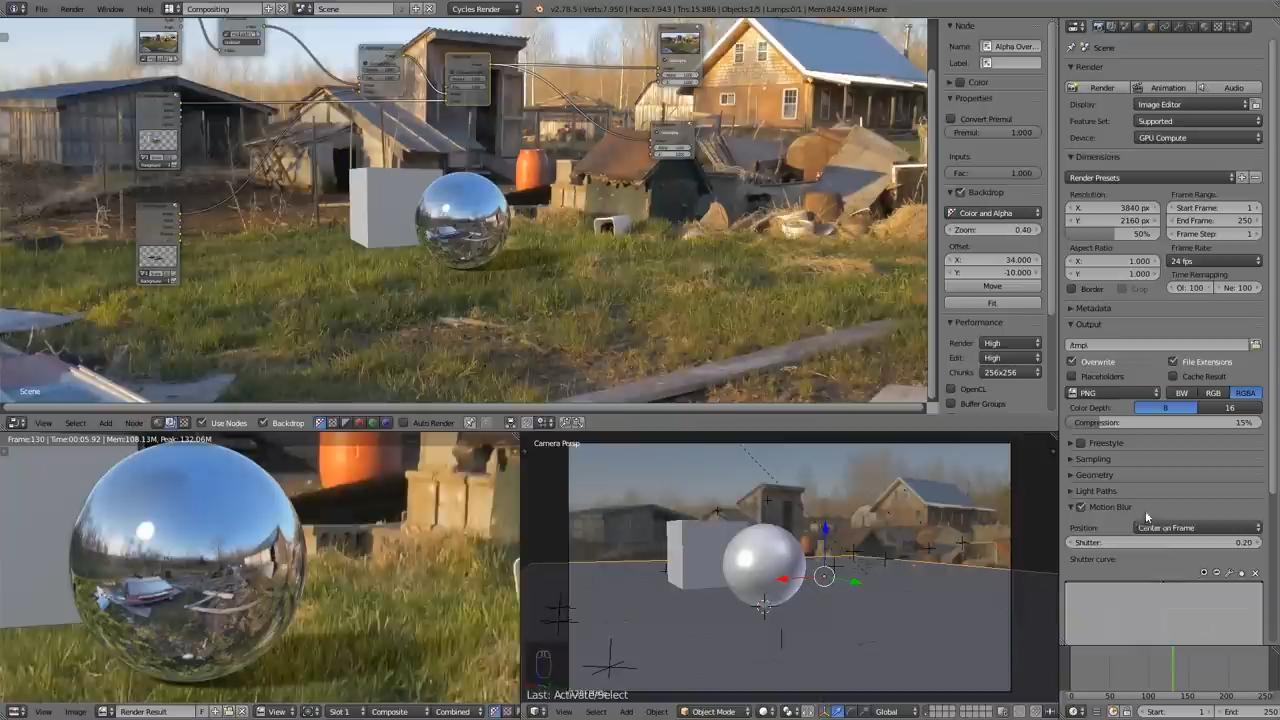 File Render Window Help Compositing Scene 2 Cycles Render v2.78.5 | Verts:7,950 | Faces:7,943 | Tris:15,886 | Objects:1/5 | Lamps:0/1 | Mem:8424.98M | Plane
Node
Name: Alpha Over...
Label:
Color
Properties
Convert Premul
Premul: 1.000
Inputs:
Fac: 1.000
Backdrop
Color and Alpha
Zoom: 0.40
Offset:
X: 34.000
Y: -10.000
Move
Fit
Performance
Render High
Edit: High
Chunks 256x256
OpenCL
Buffer Groups
Scene
Render
Render Animation Audio
Display: Image Editor
Feature Set: Supported
Device: GPU Compute
Dimensions
Render Presets
Resolution: Frame Range:
X: 3840 px Start Frame: 1
Y: 2160 px End Frame: 250
50% Frame Step: 1
Aspect Ratio: Frame Rate:
X: 1.000 24 fps
Y: 1.000 Time Remapping
Border Crop Ol: 100 Ne: 100
Metadata
Output
/tmp\
Overwrite File Extensions
Placeholders Cache Result
PNG BW RGB RGBA
Color Depth: 8 16
Compression: 15%
Freestyle
Sampling
Geometry
Light Paths
Motion Blur
Position: Center on Frame
Shutter: 0.20
Shutter curve:
0 50 100 150 200 250
Start: 1 End: 250
Scene
View Select Add Node Use Nodes Backdrop Auto Render
Frame:130 | Time:00:05.92 | Mem:108.13M, Peak: 132.06M
View Image Render Result F View Slot 1 Composite Combined
Camera Persp
Last: Activate/Select
View Select Add Object Object Mode Global